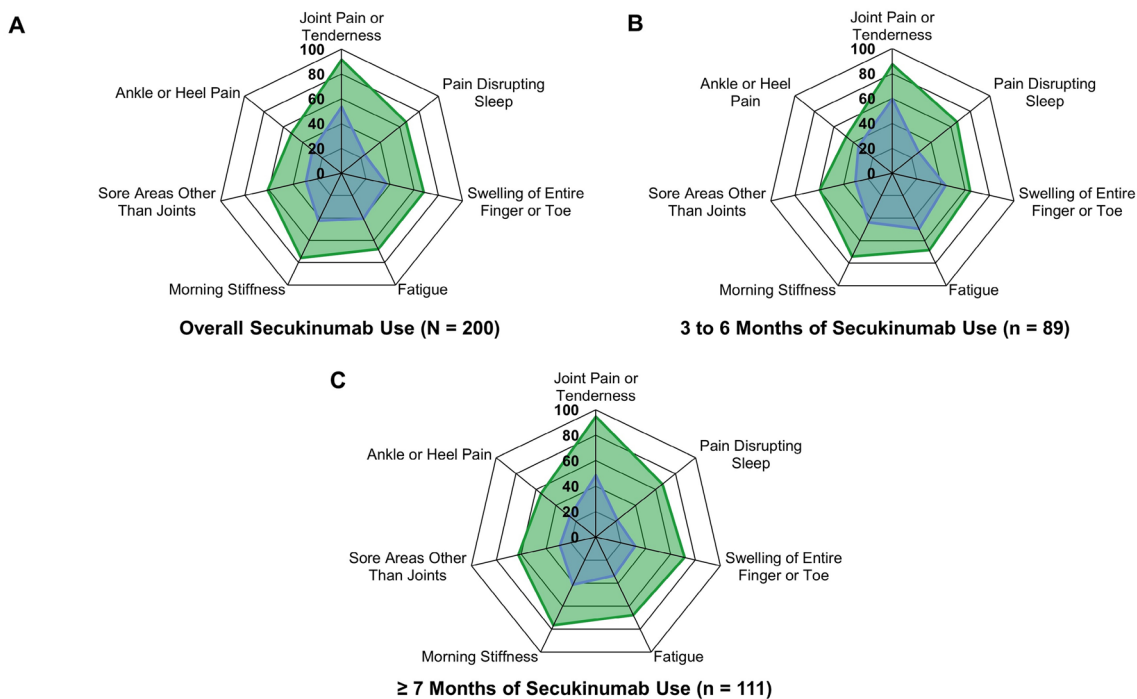 A
Joint Pain or
Tenderness
100
80
60
40
20
0
Ankle or Heel Pain
Pain Disrupting
Sleep
Sore Areas Other
Than Joints
Swelling of Entire
Finger or Toe
Morning Stiffness
Fatigue
Overall Secukinumab Use (N = 200)
B
Joint Pain or
Tenderness
100
80
60
40
20
0
Ankle or Heel
Pain
Pain Disrupting
Sleep
Sore Areas Other
Than Joints
Swelling of Entire
Finger or Toe
Morning Stiffness
Fatigue
3 to 6 Months of Secukinumab Use (n = 89)
C
Joint Pain or
Tenderness
100
80
60
40
20
0
Ankle or Heel Pain
Pain Disrupting
Sleep
Sore Areas Other
Than Joints
Swelling of Entire
Finger or Toe
Morning Stiffness
Fatigue
≥ 7 Months of Secukinumab Use (n = 111)